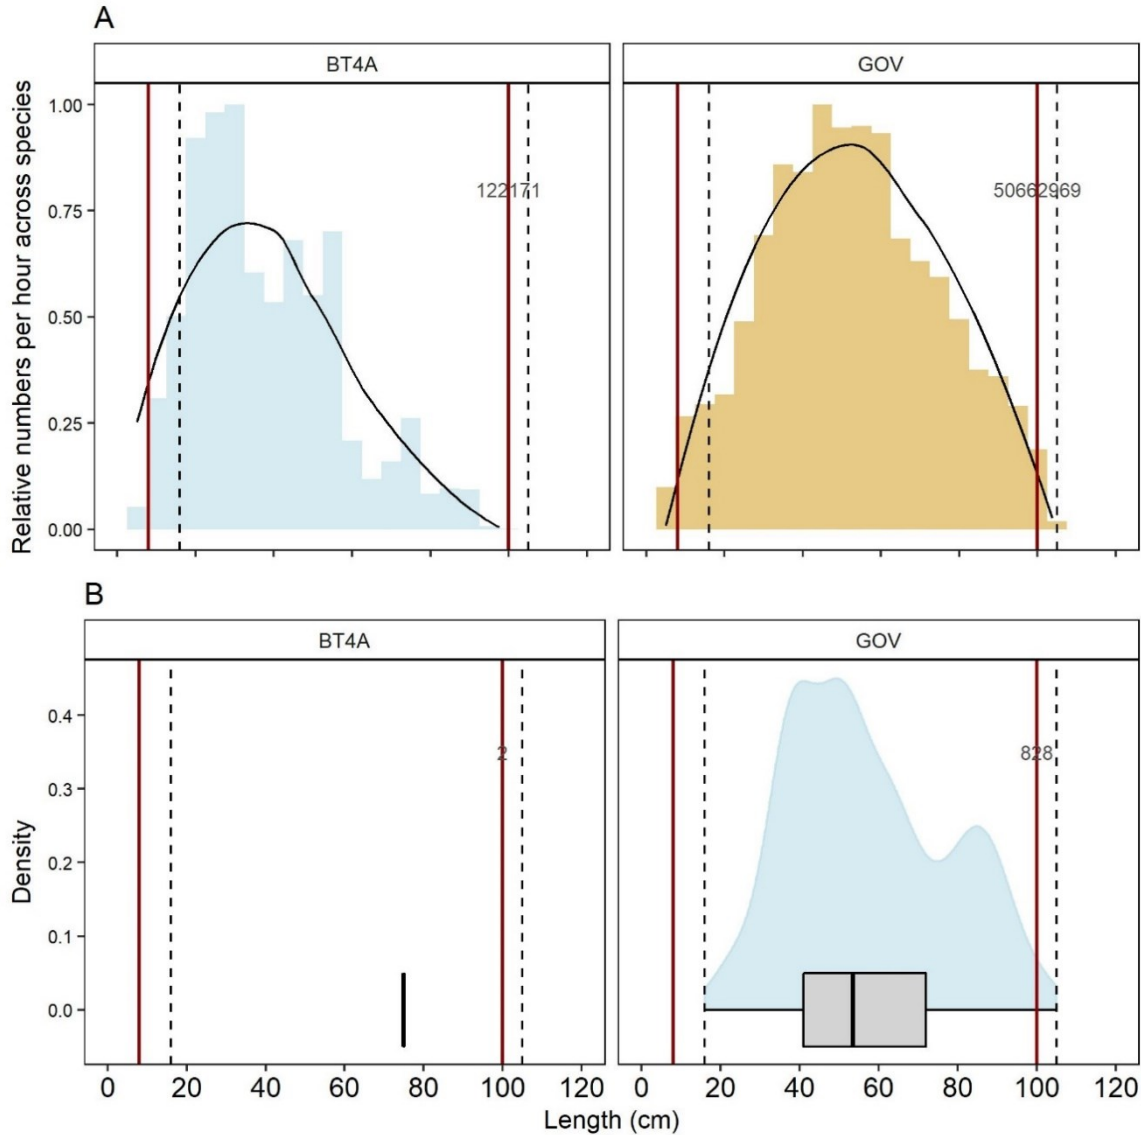 A
BT4A GOV
Relative numbers per hour across species
1.00
0.75
0.50
0.25
0.00
122171 50662969
B
BT4A GOV
Density
0.4
0.3
0.2
0.1
0.0
2 828
0 20 40 60 80 100 120 0 20 40 60 80 100 120
Length (cm)